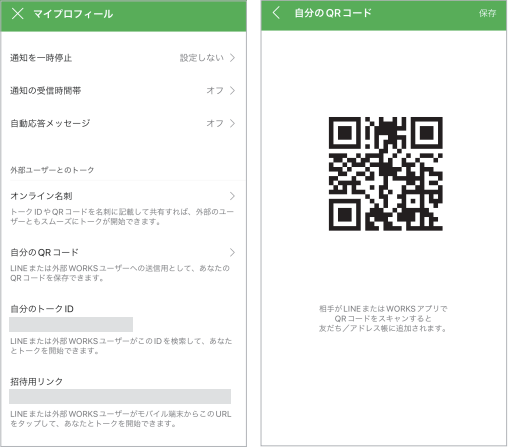 マイプロフィール
通知を一時停止
設定しない
通知の受信時間帯
オフ
自動応答メッセージ
オフ
外部ユーザーとのトーク
オンライン名刺
トークIDやQRコードを名刺に記載して共有すれば、外部のユー
ザーともスムーズにトークが開始できます。
自分のQRコード
LINEまたは外部WORKSユーザーへの送信用として、あなたの
QRコードを保存できます。
自分のトークID
LINEまたは外部WORKSユーザーがこのIDを検索して、あなた
とトークを開始できます。
招待用リンク
LINEまたは外部WORKSユーザーがモバイル端末からこのURL
をタップして、あなたとトークを開始できます。
自分のQRコード
保存
相手がLINEまたはWORKSアプリで
QRコードをスキャンすると
友だち/アドレス帳に追加されます。